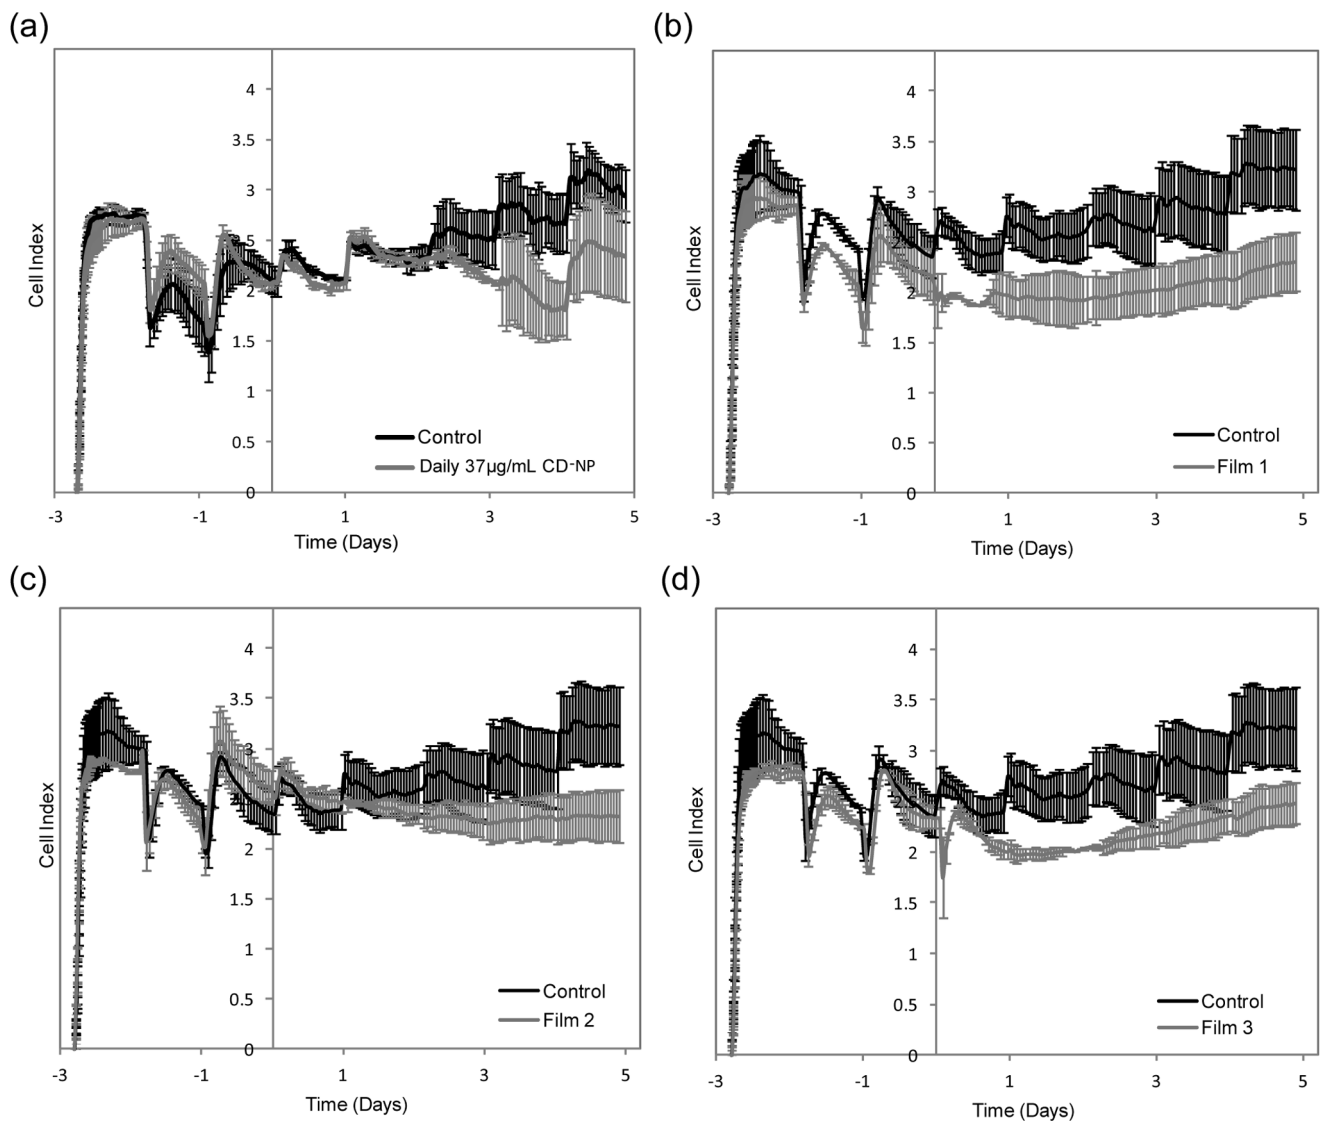 (a)
4
3.5
3
2.5
2
1.5
1
0.5
0
Cell Index
Control
Daily 37µg/mL CD-NP
-3
-1
1
3
5
Time (Days)
(b)
4
3.5
3
2.5
2
1.5
1
0.5
0
Cell Index
Control
Film 1
-3
-1
1
3
5
Time (Days)
(c)
4
3.5
3
2.5
2
1.5
1
0.5
0
Cell Index
Control
Film 2
-3
-1
1
3
5
Time (Days)
(d)
4
3.5
3
2.5
2
1.5
1
0.5
0
Cell Index
Control
Film 3
-3
-1
1
3
5
Time (Days)